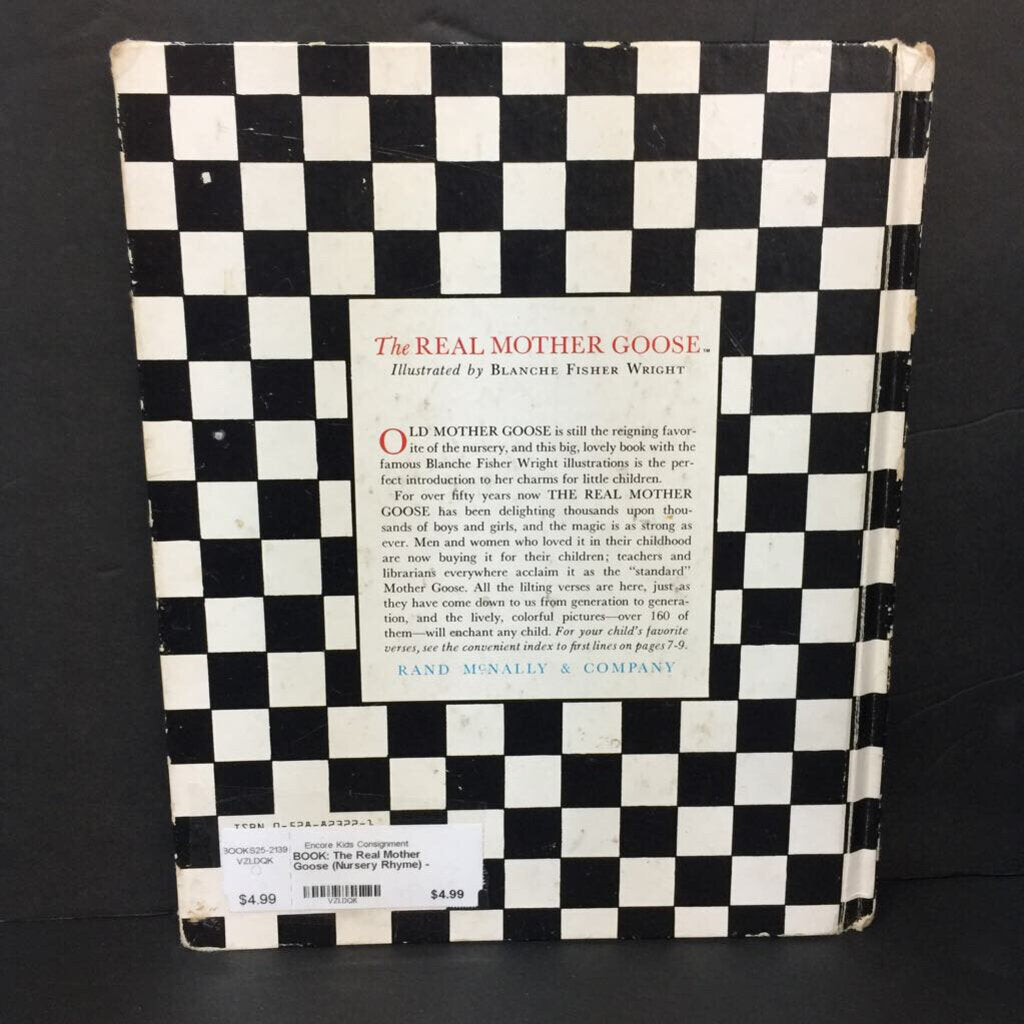 The REAL MOTHER GOOSE™
Illustrated by BLANCHE FISHER WRIGHT
OLD MOTHER GOOSE is still the reigning favor-
ite of the nursery, and this big, lovely book with the
famous Blanche Fisher Wright illustrations is the per-
fect introduction to her charms for little children.
For over fifty years now THE REAL MOTHER
GOOSE has been delighting thousands upon thou-
sands of boys and girls, and the magic is as strong as
ever. Men and women who loved it in their childhood
are now buying it for their children; teachers and
librarians everywhere acclaim it as the "standard"
Mother Goose. All the lilting verses are here, just as
they have come down to us from generation to genera-
tion, and the lively, colorful pictures—over 160 of
them—will enchant any child. For your child's favorite
verses, see the convenient index to first lines on pages 7-9.
RAND McNALLY & COMPANY
ISBN
BOOKS25-2139
VZLDQK
$4.99
Encore Kids Consignment
BOOK: The Real Mother
Goose (Nursery Rhyme) -
VZLDQK
$4.99